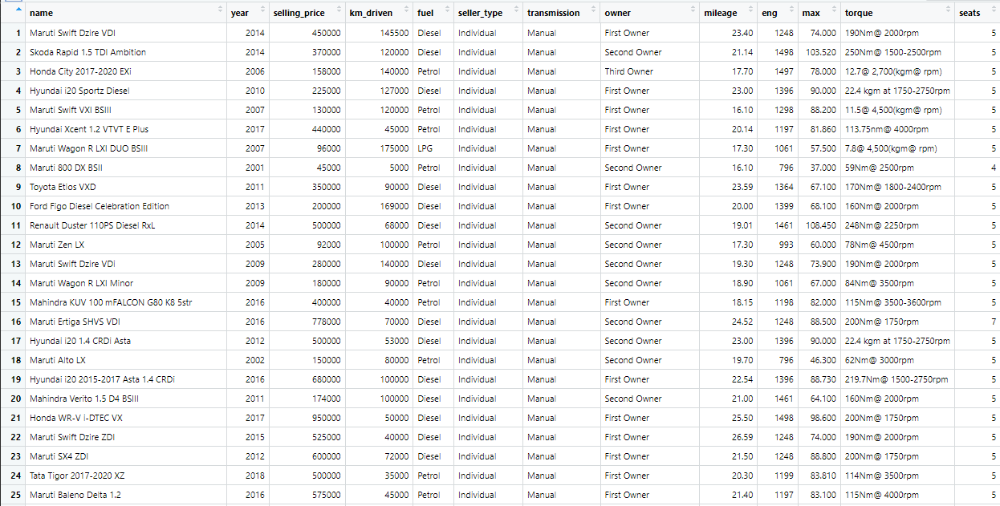 name year selling_price km_driven fuel seller_type transmission owner mileage eng max torque seats
1 Maruti Swift Dzire VDI 2014 450000 145500 Diesel Individual Manual First Owner 23.40 1248 74.000 190Nm@ 2000rpm 5
2 Skoda Rapid 1.5 TDI Ambition 2014 370000 120000 Diesel Individual Manual Second Owner 21.14 1498 103.520 250Nm@ 1500-2500rpm 5
3 Honda City 2017-2020 EXi 2006 158000 140000 Petrol Individual Manual Third Owner 17.70 1497 78.000 12.7@ 2,700(kgm@ rpm) 5
4 Hyundai i20 Sportz Diesel 2010 225000 127000 Diesel Individual Manual First Owner 23.00 1396 90.000 22.4 kgm at 1750-2750rpm 5
5 Maruti Swift VXI BSIII 2007 130000 120000 Petrol Individual Manual First Owner 16.10 1298 88.200 11.5@ 4,500(kgm@ rpm) 5
6 Hyundai Xcent 1.2 VTVT E Plus 2017 440000 45000 Petrol Individual Manual First Owner 20.14 1197 81.860 113.75nm@ 4000rpm 5
7 Maruti Wagon R LXI DUO BSIII 2007 96000 175000 LPG Individual Manual First Owner 17.30 1061 57.500 7.8@ 4,500(kgm@ rpm) 5
8 Maruti 800 DX BSII 2001 45000 5000 Petrol Individual Manual Second Owner 16.10 796 37.000 59Nm@ 2500rpm 4
9 Toyota Etios VXD 2011 350000 90000 Diesel Individual Manual First Owner 23.59 1364 67.100 170Nm@ 1800-2400rpm 5
10 Ford Figo Diesel Celebration Edition 2013 200000 169000 Diesel Individual Manual First Owner 20.00 1399 68.100 160Nm@ 2000rpm 5
11 Renault Duster 110PS Diesel RxL 2014 500000 68000 Diesel Individual Manual Second Owner 19.01 1461 108.450 248Nm@ 2250rpm 5
12 Maruti Zen LX 2005 92000 100000 Petrol Individual Manual Second Owner 17.30 993 60.000 78Nm@ 4500rpm 5
13 Maruti Swift Dzire VDi 2009 280000 140000 Diesel Individual Manual Second Owner 19.30 1248 73.900 190Nm@ 2000rpm 5
14 Maruti Wagon R LXI Minor 2009 180000 90000 Petrol Individual Manual Second Owner 18.90 1061 67.000 84Nm@ 3500rpm 5
15 Mahindra KUV 100 mFALCON G80 K8 5str 2016 400000 40000 Petrol Individual Manual First Owner 18.15 1198 82.000 115Nm@ 3500-3600rpm 5
16 Maruti Ertiga SHVS VDI 2016 778000 70000 Diesel Individual Manual Second Owner 24.52 1248 88.500 200Nm@ 1750rpm 7
17 Hyundai i20 1.4 CRDi Asta 2012 500000 53000 Diesel Individual Manual Second Owner 23.00 1396 90.000 22.4 kgm at 1750-2750rpm 5
18 Maruti Alto LX 2002 150000 80000 Petrol Individual Manual Second Owner 19.70 796 46.300 62Nm@ 3000rpm 5
19 Hyundai i20 2015-2017 Asta 1.4 CRDi 2016 680000 100000 Diesel Individual Manual First Owner 22.54 1396 88.730 219.7Nm@ 1500-2750rpm 5
20 Mahindra Verito 1.5 D4 BSIII 2011 174000 100000 Diesel Individual Manual Second Owner 21.00 1461 64.100 160Nm@ 2000rpm 5
21 Honda WR-V i-DTEC VX 2017 950000 50000 Diesel Individual Manual First Owner 25.50 1498 98.600 200Nm@ 1750rpm 5
22 Maruti Swift Dzire ZDI 2015 525000 40000 Diesel Individual Manual First Owner 26.59 1248 74.000 190Nm@ 2000rpm 5
23 Maruti SX4 ZDI 2012 600000 72000 Diesel Individual Manual First Owner 21.50 1248 88.800 200Nm@ 1750rpm 5
24 Tata Tigor 2017-2020 XZ 2018 500000 35000 Petrol Individual Manual First Owner 20.30 1199 83.810 114Nm@ 3500rpm 5
25 Maruti Baleno Delta 1.2 2016 575000 45000 Petrol Individual Manual First Owner 21.40 1197 83.100 115Nm@ 4000rpm 5